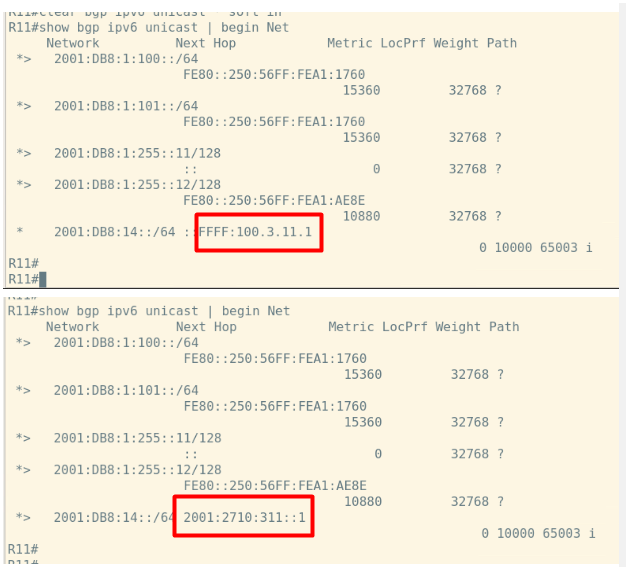 R11#clear bgp ipv6 unicast * soft in
R11#show bgp ipv6 unicast | begin Net
Network Next Hop Metric LocPrf Weight Path
*> 2001:DB8:1:100::/64
FE80::250:56FF:FEA1:1760
15360 32768 ?
*> 2001:DB8:1:101::/64
FE80::250:56FF:FEA1:1760
15360 32768 ?
*> 2001:DB8:1:255::11/128
:: 0 32768 ?
*> 2001:DB8:1:255::12/128
FE80::250:56FF:FEA1:AE8E
10880 32768 ?
* 2001:DB8:14::/64 ::FFFF:100.3.11.1
0 10000 65003 i
R11#
R11#
R11#
R11#show bgp ipv6 unicast | begin Net
Network Next Hop Metric LocPrf Weight Path
*> 2001:DB8:1:100::/64
FE80::250:56FF:FEA1:1760
15360 32768 ?
*> 2001:DB8:1:101::/64
FE80::250:56FF:FEA1:1760
15360 32768 ?
*> 2001:DB8:1:255::11/128
:: 0 32768 ?
*> 2001:DB8:1:255::12/128
FE80::250:56FF:FEA1:AE8E
10880 32768 ?
*> 2001:DB8:14::/64 2001:2710:311::1
0 10000 65003 i
R11#
R11#